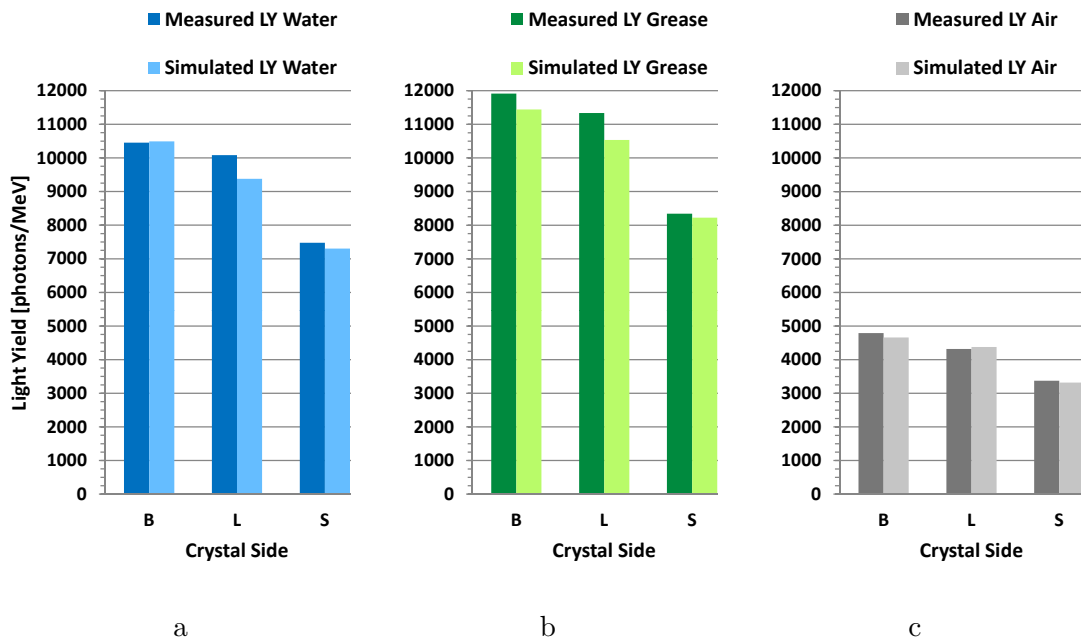 Measured LY Water
Simulated LY Water
Light Yield [photons/MeV]
12000
11000
10000
9000
8000
7000
6000
5000
4000
3000
2000
1000
0
B L S
Crystal Side
a
Measured LY Grease
Simulated LY Grease
12000
11000
10000
9000
8000
7000
6000
5000
4000
3000
2000
1000
0
B L S
Crystal Side
b
Measured LY Air
Simulated LY Air
12000
11000
10000
9000
8000
7000
6000
5000
4000
3000
2000
1000
0
B L S
Crystal Side
c